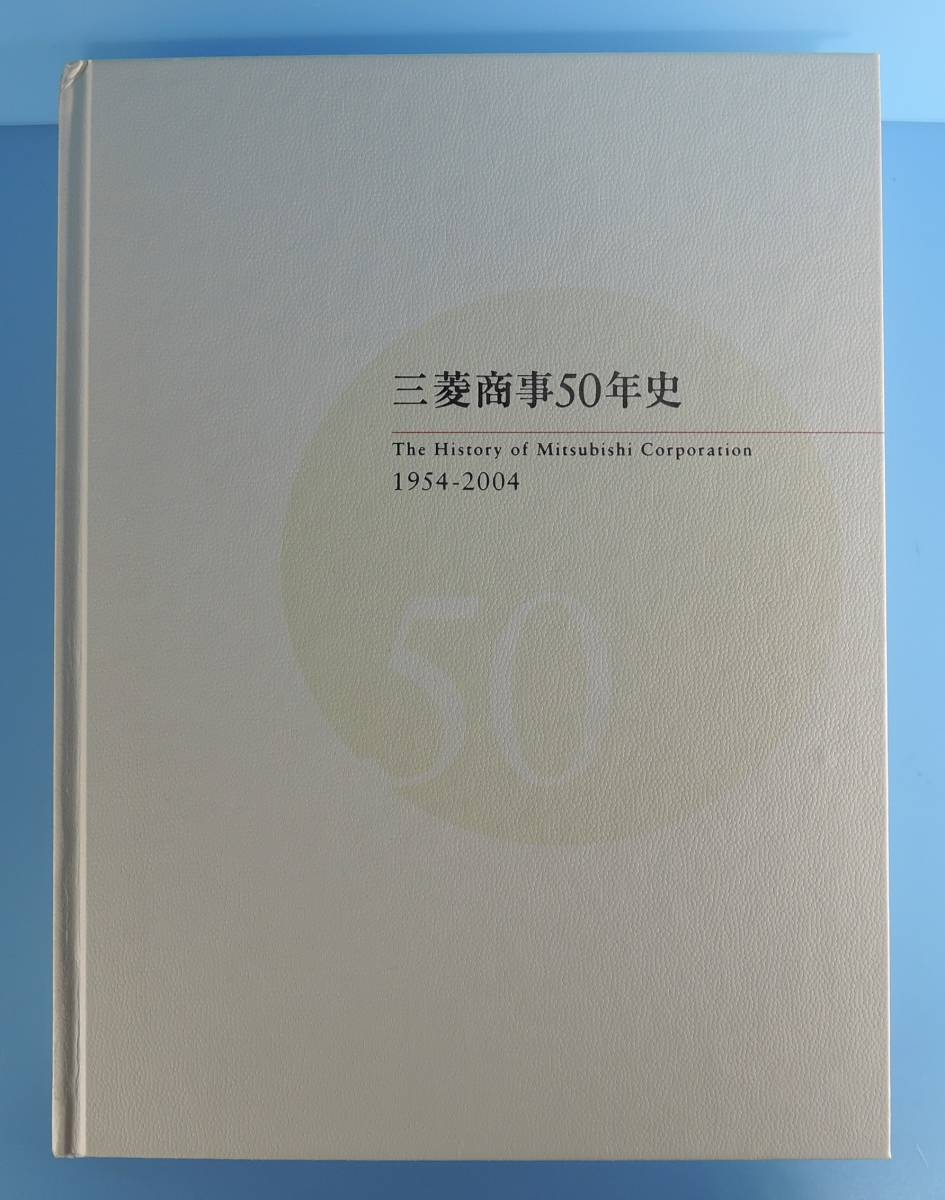 三菱商事50年史
The History of Mitsubishi Corporation
1954-2004
50